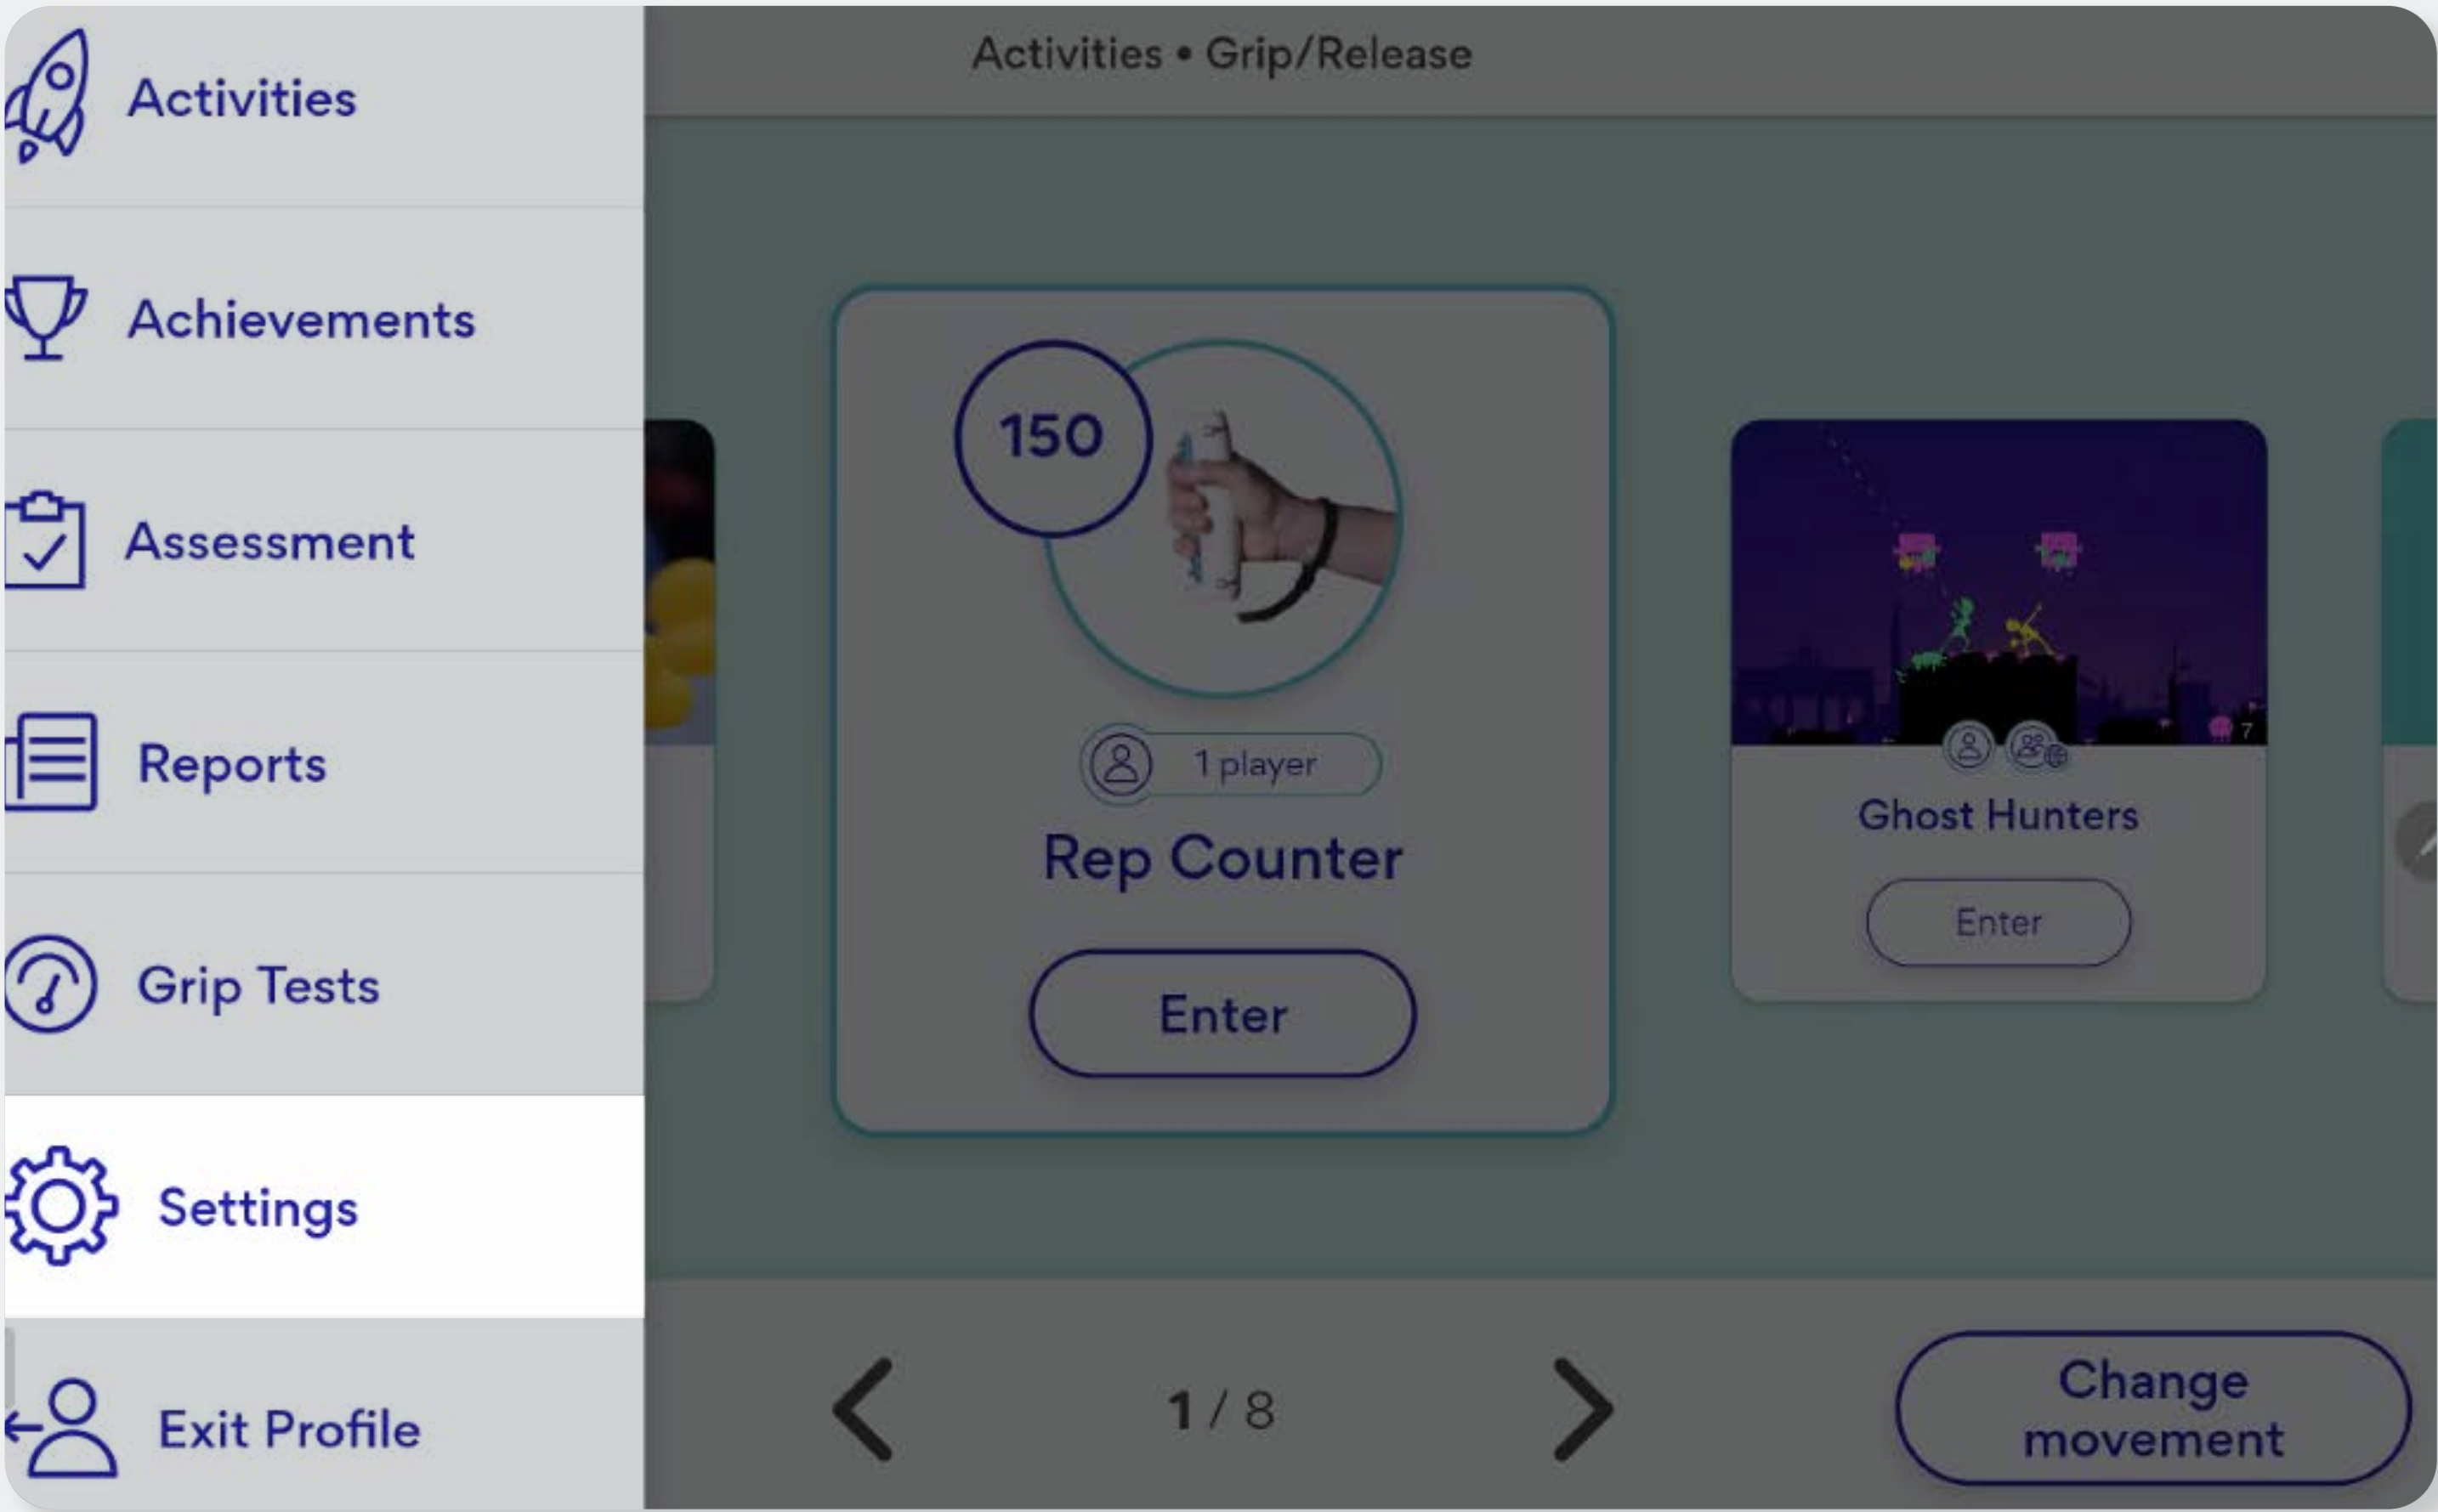 Activities
Achievements
Assessment
Reports
Grip Tests
Settings
Exit Profile
Activities • Grip/Release
150
1 player
Rep Counter
Enter
7
Ghost Hunters
Enter
1 / 8
Change
movement